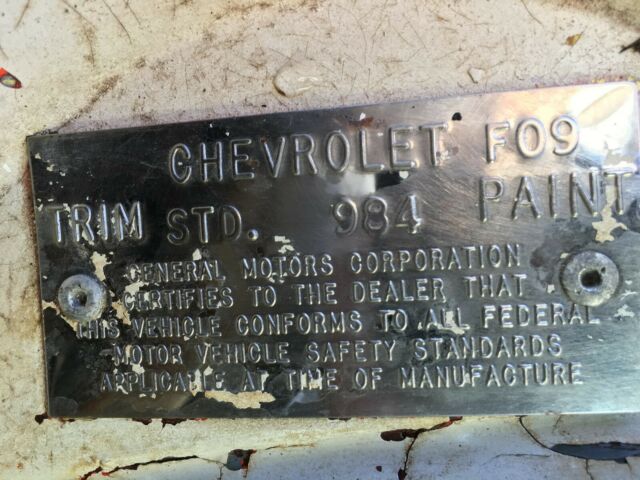 CHEVROLET F09
TRIM STD. 984 PAINT
GENERAL MOTORS CORPORATION
CERTIFIES TO THE DEALER THAT
THIS VEHICLE CONFORMS TO ALL FEDERAL
MOTOR VEHICLE SAFETY STANDARDS
APPLICABLE AT TIME OF MANUFACTURE